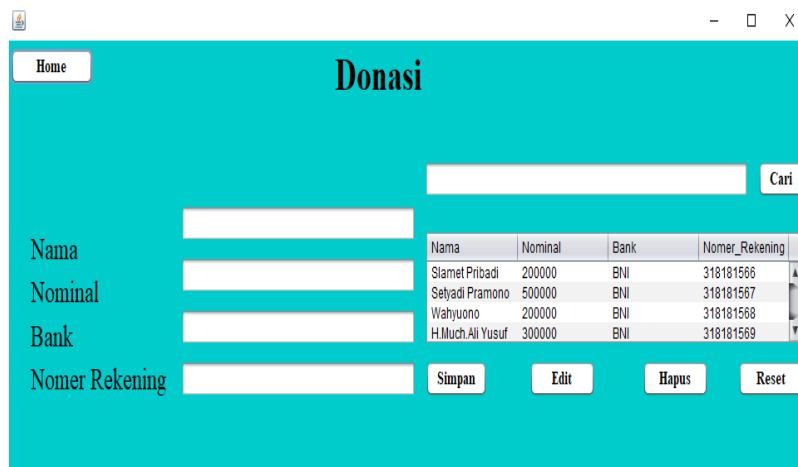 Home
Donasi
Cari
Nama
Nominal
Bank
Nomer Rekening
Nama Nominal Bank Nomer_Rekening
Slamet Pribadi 200000 BNI 318181566
Setyadi Pramono 500000 BNI 318181567
Wahyuono 200000 BNI 318181568
H.Much.Ali Yusuf 300000 BNI 318181569
Simpan Edit Hapus Reset